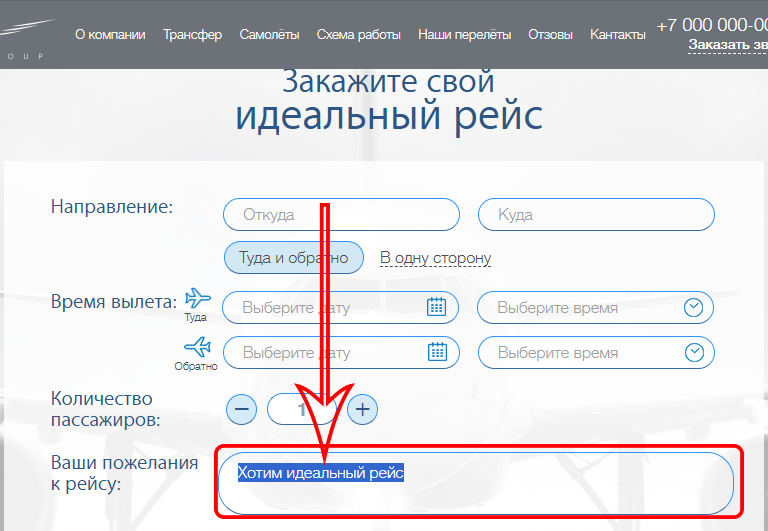 О компании Трансфер Самолёты Схема работы Наши перелёты Отзовы Кантакты +7 000 000-00
OUP Заказать зв
Закажите свой
идеальный рейс
Направление: Откуда Куда
Туда и обратно В одну сторону
Время вылета: Туда Выберите дату Выберите время
Обратно Выберите дату Выберите время
Количество
пассажиров: − 1 +
Ваши пожелания
к рейсу:
Хотим идеальный рейс